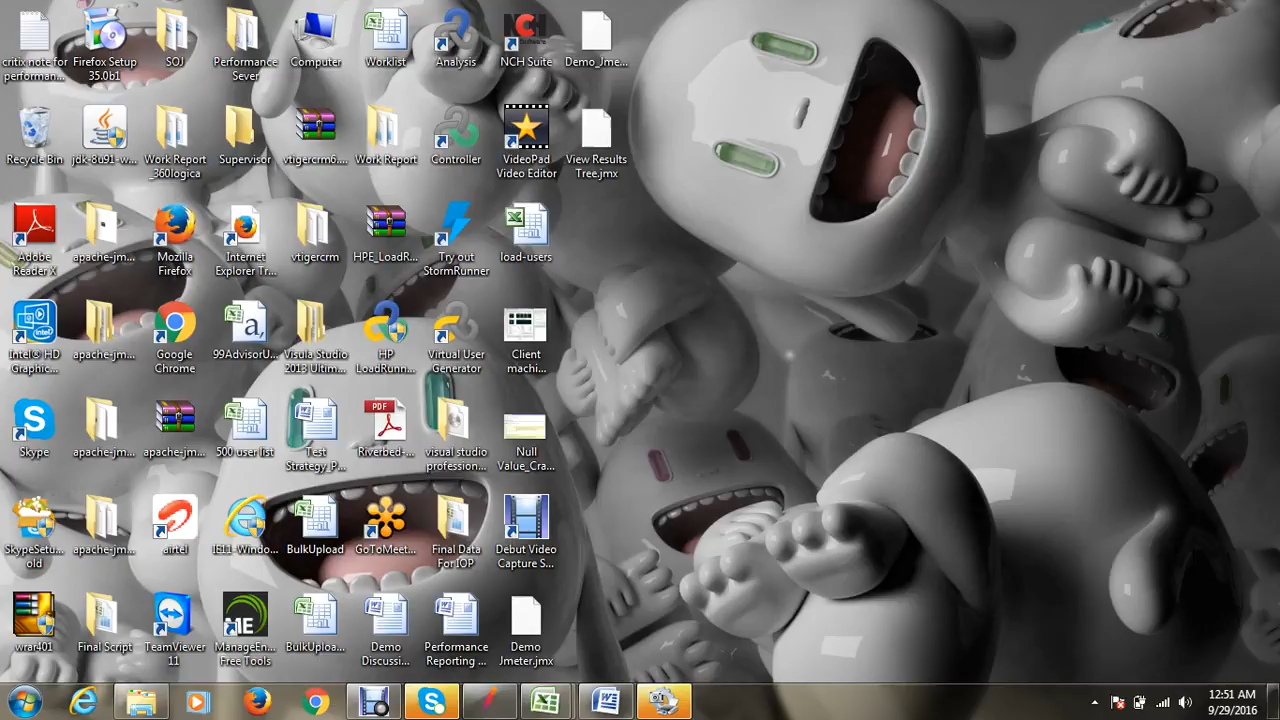 critix note for
performan...
Firefox Setup
35.0b1
SOJ
Performance
Sever
Computer
Worklist
Analysis
NCH
Software
NCH Suite
Demo_Jme...
Recycle Bin
jdk-8u91-w...
Work Report
_360logica
Supervisor
vtigercrm6....
Work Report
Controller
VideoPad
Video Editor
View Results
Tree.jmx
Adobe
Reader X
apache-jm...
Mozilla
Firefox
Internet
Explorer Tr...
vtigercrm
HPE_LoadR...
Try out
StormRunner
load-users
intel
Intel® HD
Graphic...
apache-jm...
Google
Chrome
a,
99AdvisorU...
Visula Studio
2013 Ultim...
HP
LoadRunn...
Virtual User
Generator
Client
machi...
Skype
apache-jm...
apache-jm...
500 user list
Test
Strategy_P...
PDF
Riverbed-...
visual studio
profession...
Null
Value_Cra...
SkypeSetu...
old
apache-jm...
airtel
IE11-Windo...
BulkUpload
GoToMeet...
Final Data
For IOP
Debut Video
Capture S...
wrar401
Final Script
TeamViewer
11
ME
ManageEn...
Free Tools
BulkUploa...
Demo
Discussi...
Performance
Reporting ...
Demo
Jmeter.jmx
12:51 AM
9/29/2016